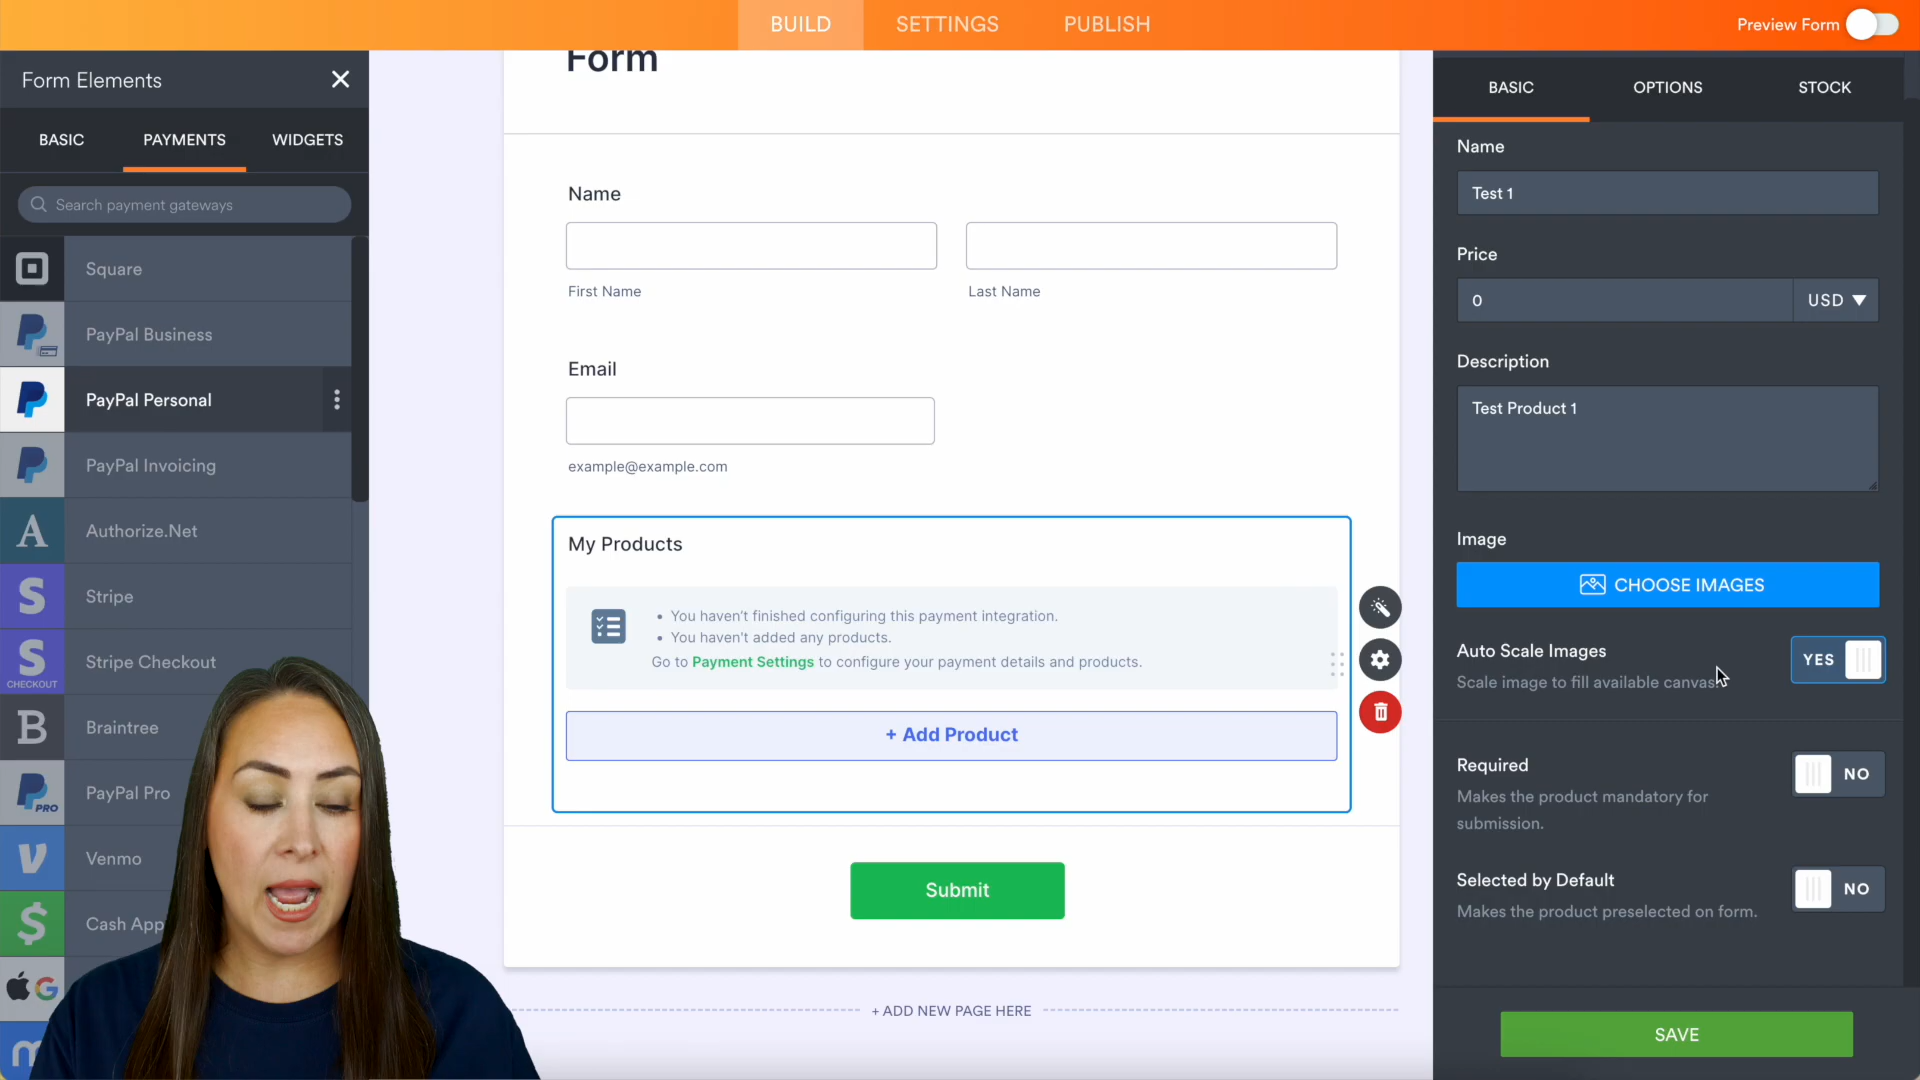 BUILD
SETTINGS
PUBLISH
Preview Form
Form Elements
BASIC
PAYMENTS
WIDGETS
Search payment gateways
Square
PayPal Business
PayPal Personal
PayPal Invoicing
A
Authorize.Net
S
Stripe
S
CHECKOUT
Stripe Checkout
B
Braintree
PRO
PayPal Pro
Venmo
$
Cash App
G
Form
Name
First Name
Last Name
Email
example@example.com
My Products
• You haven't finished configuring this payment integration.
• You haven't added any products.
Go to Payment Settings to configure your payment details and products.
+ Add Product
Submit
+ ADD NEW PAGE HERE
BASIC
OPTIONS
STOCK
Name
Test 1
Price
0
USD ▼
Description
Test Product 1
Image
CHOOSE IMAGES
Auto Scale Images
YES
Scale image to fill available canvas.
Required
NO
Makes the product mandatory for
submission.
Selected by Default
NO
Makes the product preselected on form.
SAVE